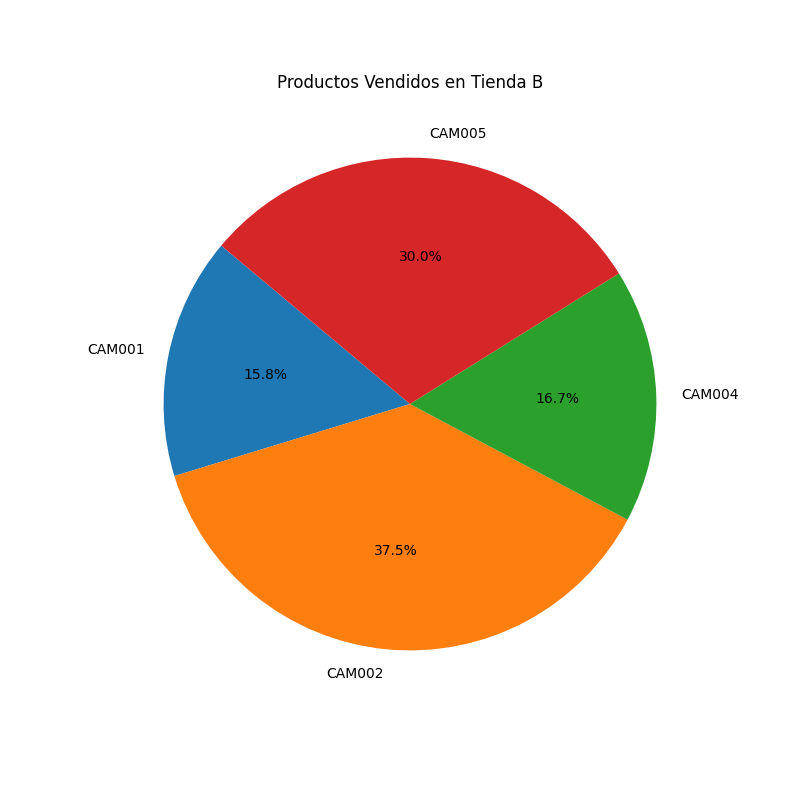 Productos Vendidos en Tienda B
CAM005
30.0%
CAM001
15.8%
16.7%
CAM004
37.5%
CAM002